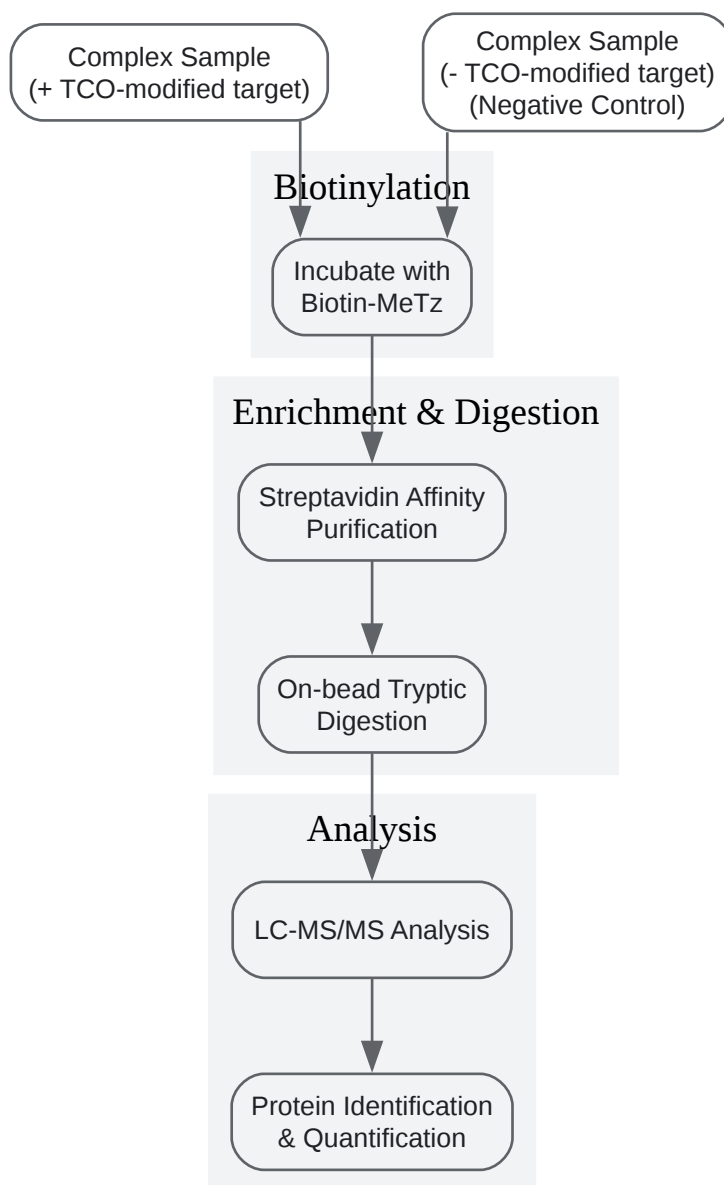 Complex Sample
(+ TCO-modified target)
Complex Sample
(- TCO-modified target)
(Negative Control)
Biotinylation
Incubate with
Biotin-MeTz
Enrichment & Digestion
Streptavidin Affinity
Purification
On-bead Tryptic
Digestion
Analysis
LC-MS/MS Analysis
Protein Identification
& Quantification